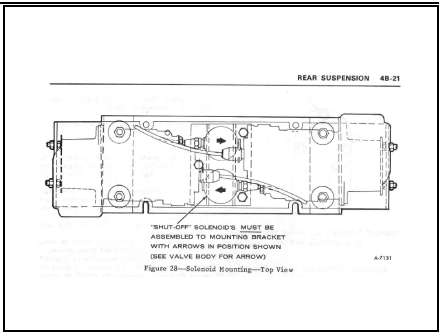 REAR SUSPENSION 4B-21
"SHUT-OFF" SOLENOID'S MUST BE
ASSEMBLED TO MOUNTING BRACKET
WITH ARROWS IN POSITION SHOWN
(SEE VALVE BODY FOR ARROW)
A-7131
Figure 28—Solenoid Mounting—Top View